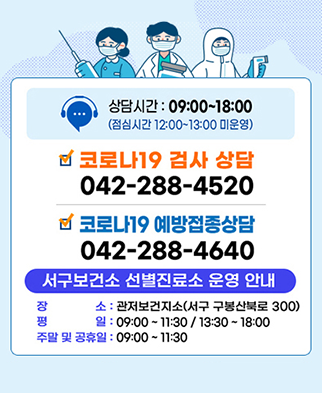 상담시간 : 09:00~18:00
(점심시간 12:00~13:00 미운영)
코로나19 검사 상담
042-288-4520
코로나19 예방접종상담
042-288-4640
서구보건소 선별진료소 운영 안내
장 소 : 관저보건지소(서구 구봉산북로 300)
평 일 : 09:00 ~ 11:30 / 13:30 ~ 18:00
주말 및 공휴일 : 09:00 ~ 11:30